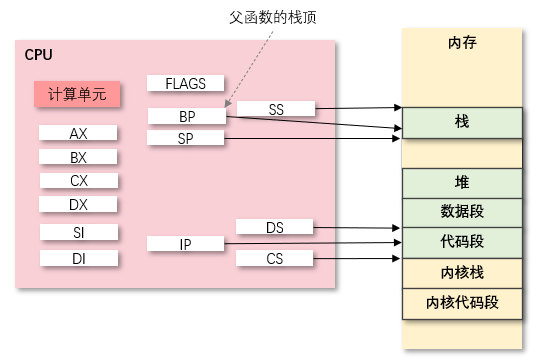 父函数的栈顶
CPU
计算单元
AX
BX
CX
DX
SI
DI
FLAGS
BP
SP
IP
SS
DS
CS
内存
栈
堆
数据段
代码段
内核栈
内核代码段